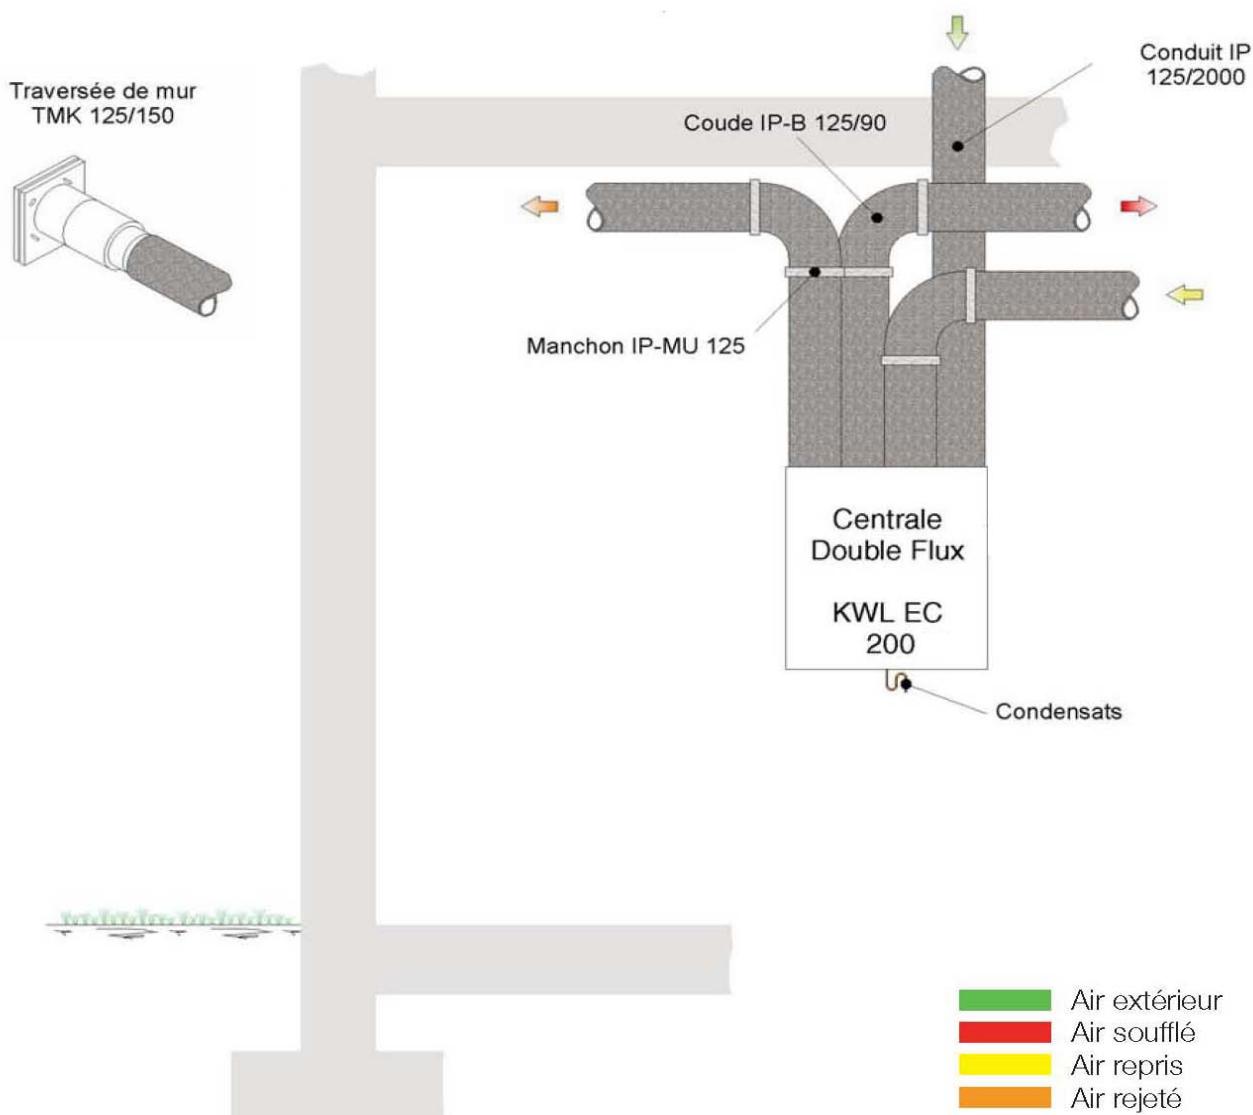 Traversée de mur
TMK 125/150
Conduit IP
125/2000
Coude IP-B 125/90
Manchon IP-MU 125
Centrale
Double Flux
KWL EC
200
Condensats
Air extérieur
Air soufflé
Air repris
Air rejeté